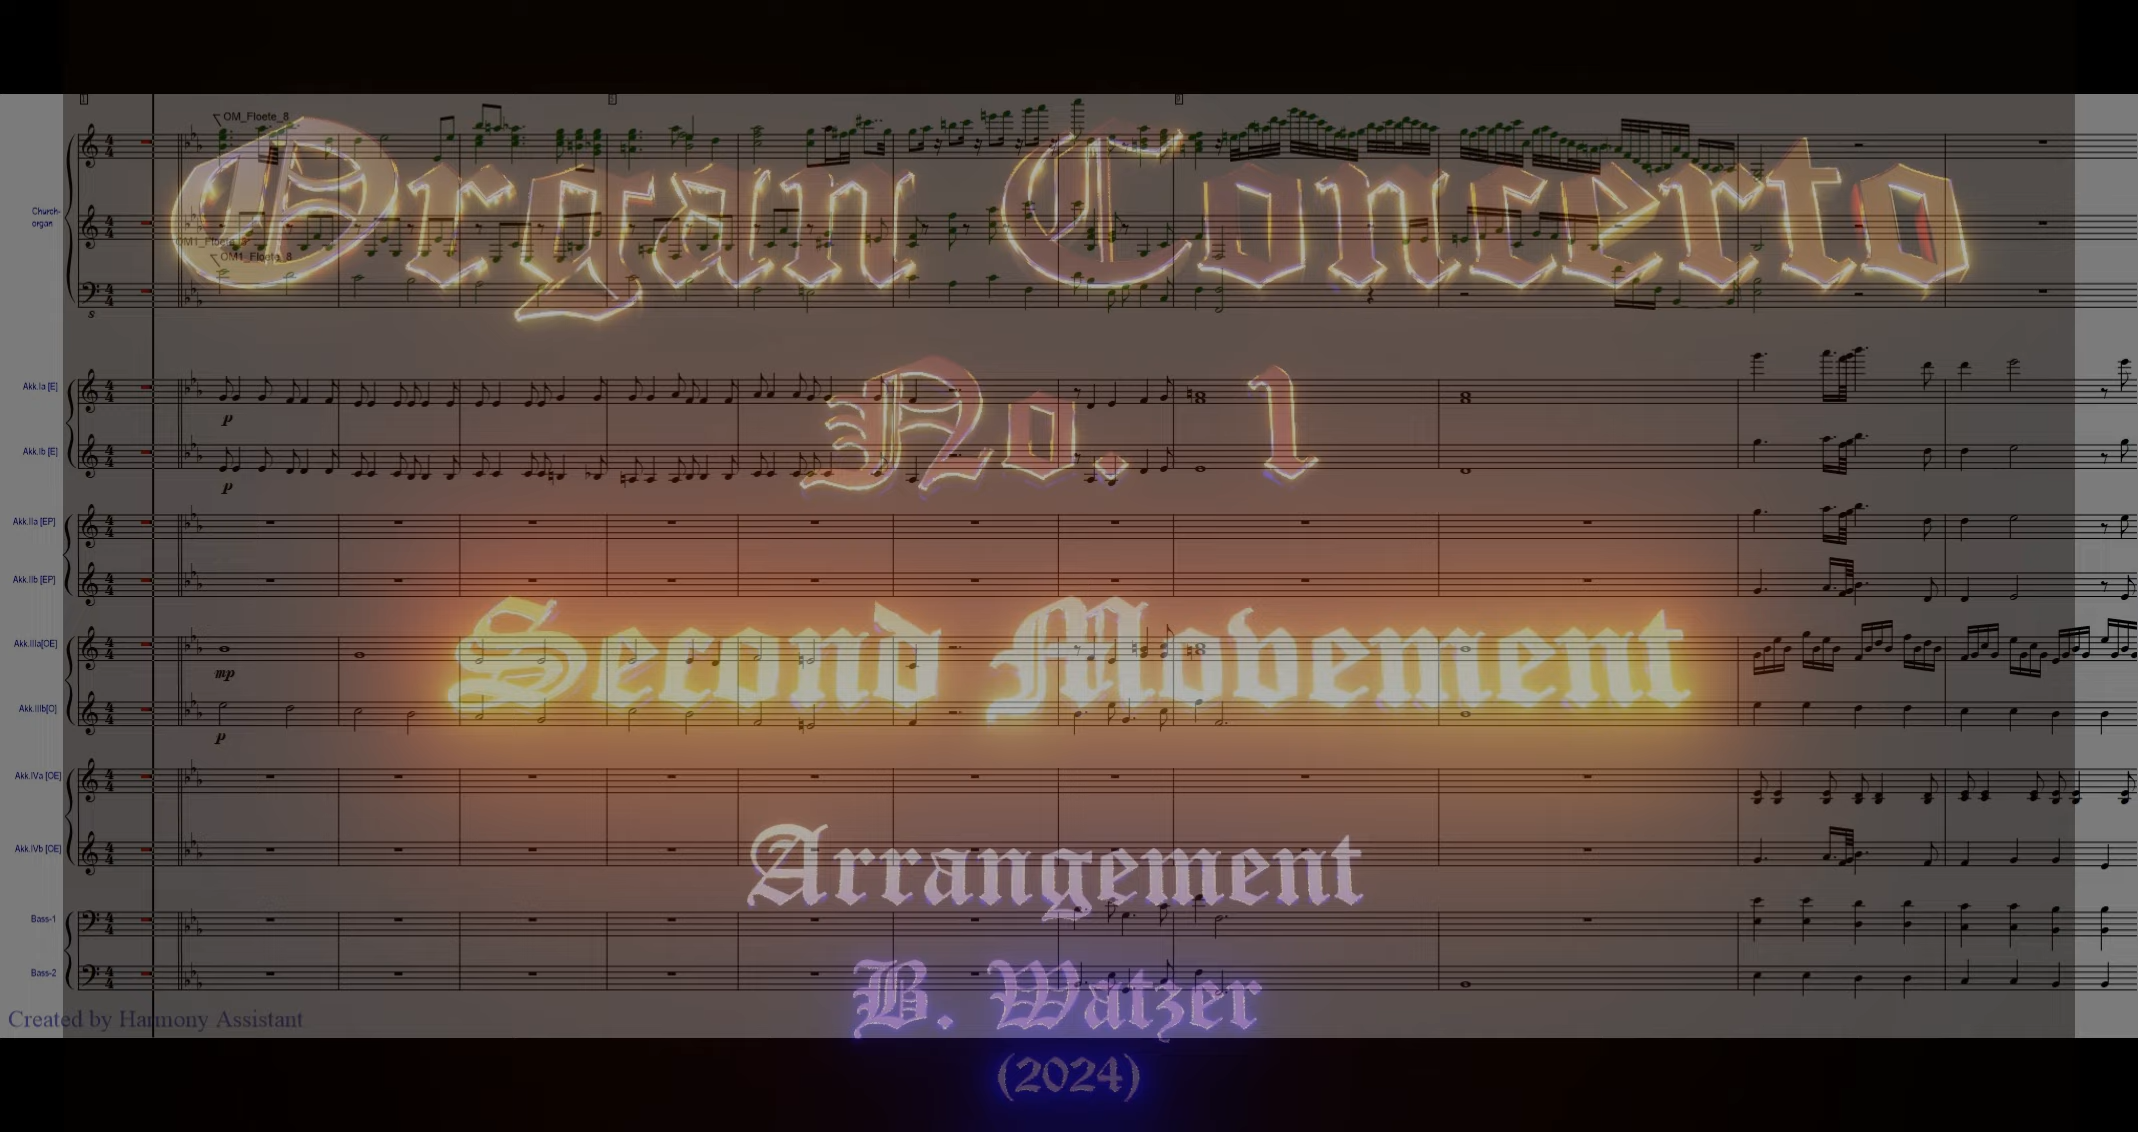 OM_Floete_8
Organ Concerto
Church-
organ
OM1_Floete_8
OM1_Floete_8
s
Akk.Ia [E]
No. 1
p
Akk.Ib [E]
p
Akk.IIa [EP]
Akk.IIb [EP]
Second Movement
Akk.IIIa[OE]
mp
Akk.IIIb[O]
p
Akk.IVa [OE]
Akk.IVb [OE]
Arrangement
Bass-1
Bass-2
B. Watzer
Created by Harmony Assistant
(2024)